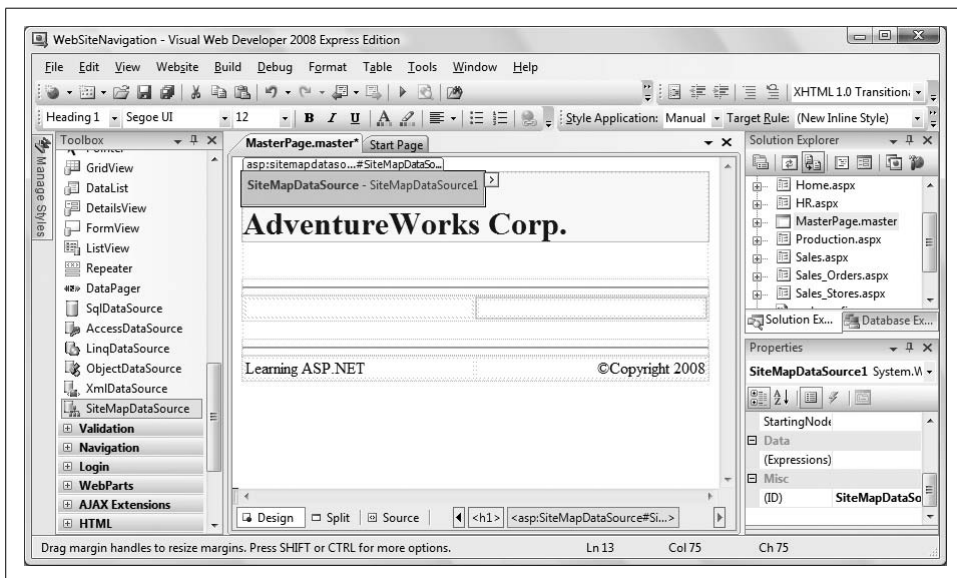 WebSiteNavigation - Visual Web Developer 2008 Express Edition
File Edit View Website Build Debug Format Table Tools Window Help
XHTML 1.0 Transition
Heading 1 Segoe UI 12 B I U A Style Application: Manual Target Rule: (New Inline Style)
Manage Styles
Toolbox
Pointer
GridView
DataList
DetailsView
FormView
ListView
Repeater
DataPager
SqlDataSource
AccessDataSource
LinqDataSource
ObjectDataSource
XmlDataSource
SiteMapDataSource
Validation
Navigation
Login
WebParts
AJAX Extensions
HTML
MasterPage.master* Start Page
asp:sitemapdataso...#SiteMapDataSo...
SiteMapDataSource - SiteMapDataSource1
AdventureWorks Corp.
Learning ASP.NET ©Copyright 2008
Design Split Source <h1> <asp:SiteMapDataSource#Si...>
Solution Explorer
Home.aspx
HR.aspx
MasterPage.master
Production.aspx
Sales.aspx
Sales_Orders.aspx
Sales_Stores.aspx
Solution Ex... Database Ex...
Properties
SiteMapDataSource1 System.W
StartingNode
Data
(Expressions)
Misc
(ID) SiteMapDataSo
Drag margin handles to resize margins. Press SHIFT or CTRL for more options. Ln 13 Col 75 Ch 75